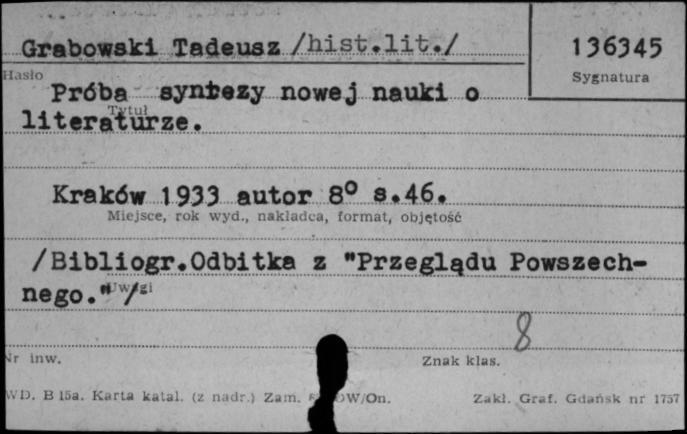 Grabowski Tadeusz /hist.lit./
136345
Hasło
Sygnatura
Próba syntezy nowej nauki o
Tytuł
literaturze.
Kraków 1933 autor 8° s.46.
Miejsce, rok wyd., nakładca, format, objętość
/Bibliogr.Odbitka z "Przeglądu Powszech-
nego." /
Uwagi
8
Nr inw.
Znak klas.
WD. B 15a. Karta katal. (z nadr.) Zam. OW/On.
Zakł. Graf. Gdańsk nr 1757